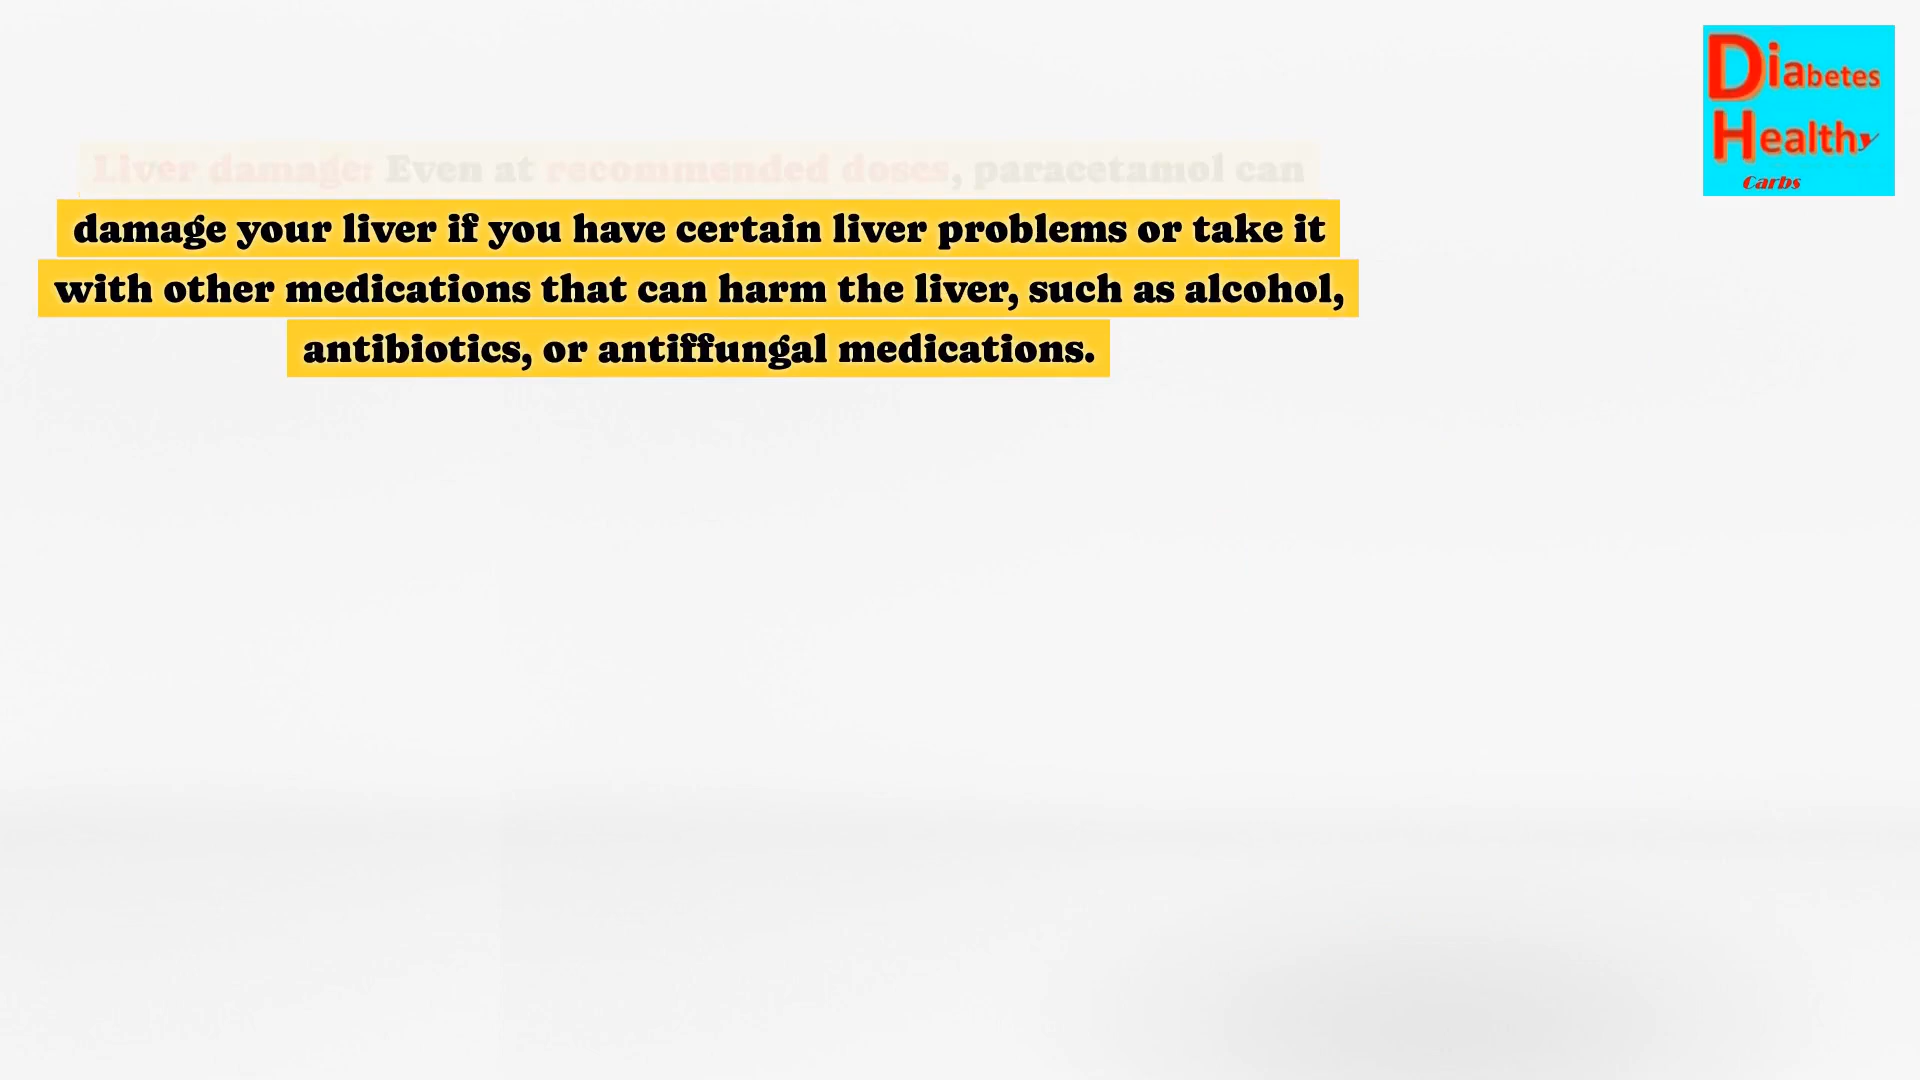 Liver damage: Even at recommended doses, paracetamol can
damage your liver if you have certain liver problems or take it
with other medications that can harm the liver, such as alcohol,
antibiotics, or antiffungal medications.
Diabetes
Healthy
Carbs